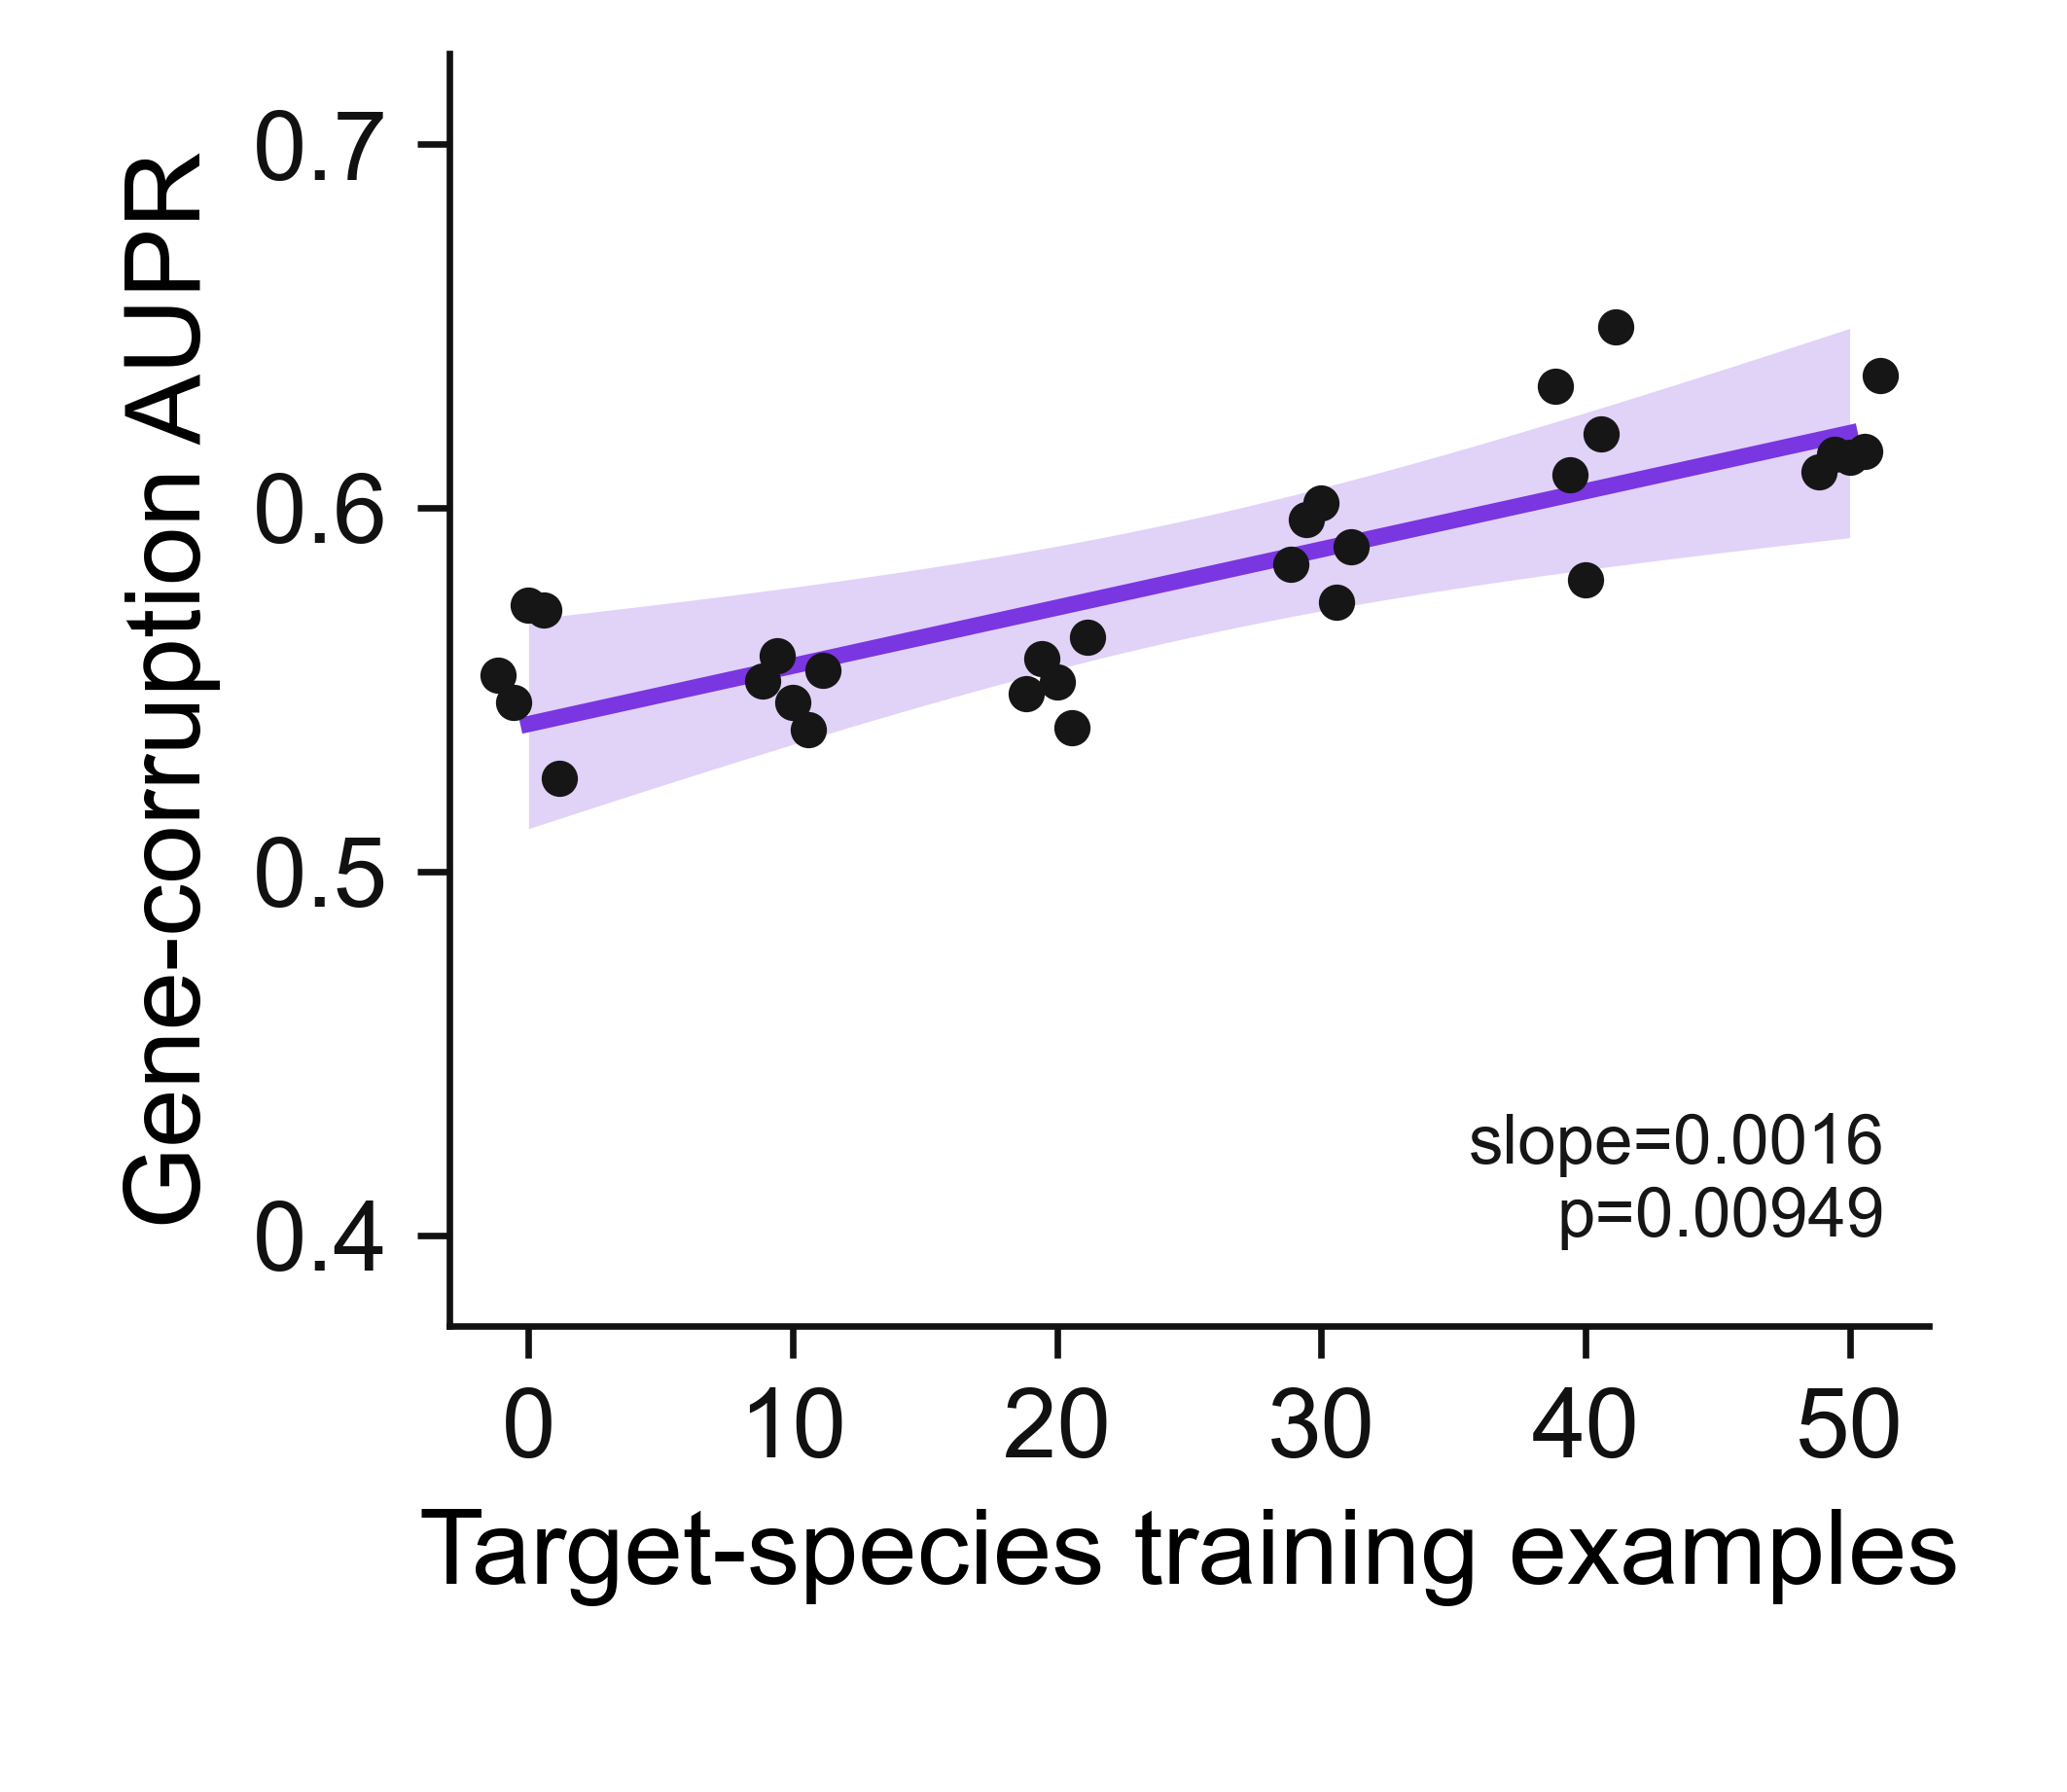 Gene-corruption AUPR
0.7
0.6
0.5
0.4
slope=0.0016
p=0.00949
0 10 20 30 40 50
Target-species training examples